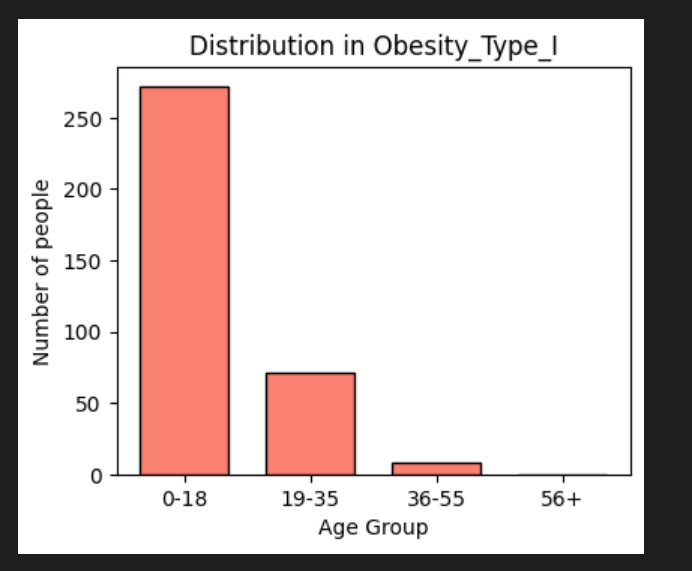 Distribution in Obesity_Type_I
Number of people
250
200
150
100
50
0
0-18 19-35 36-55 56+
Age Group